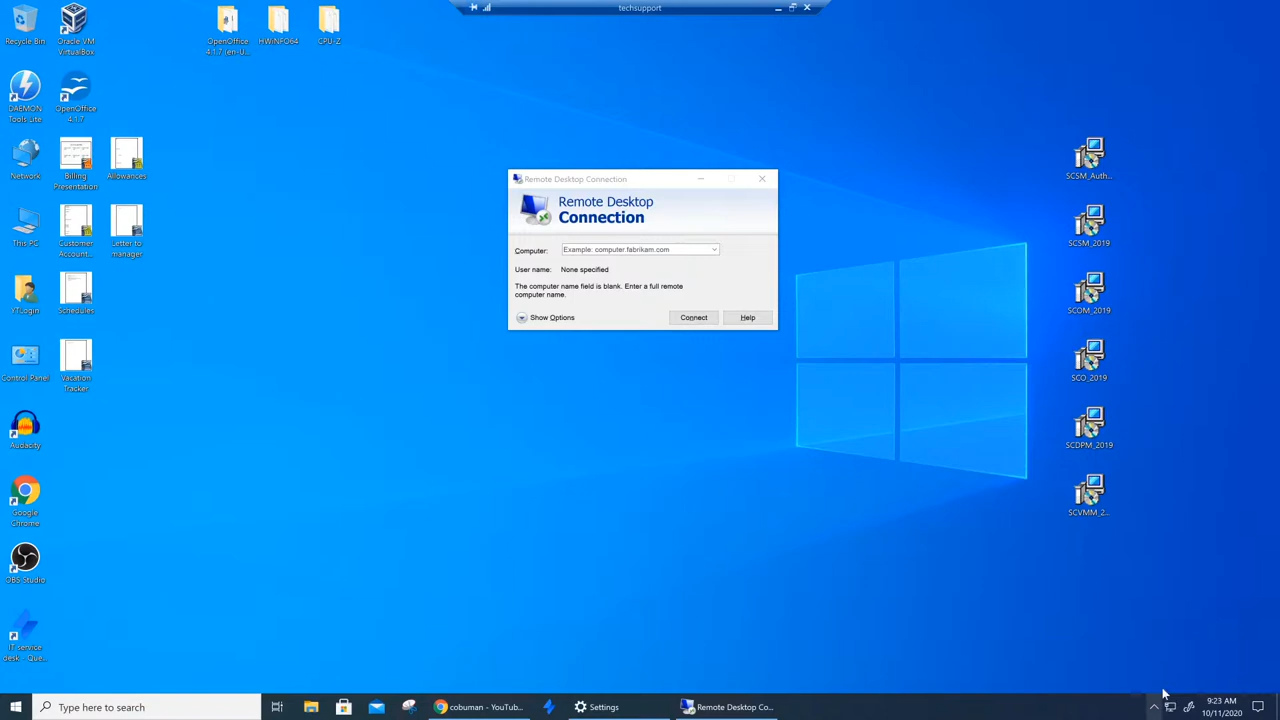 techsupport
Recycle Bin
Oracle VM
VirtualBox
OpenOffice
4.1.7 (en-U...
HWiNFO64
CPU-Z
DAEMON
Tools Lite
OpenOffice
4.1.7
Network
Billing
Presentation
Allowances
This PC
Customer
Account...
Letter to
manager
YTLogin
Schedules
Control Panel
Vacation
Tracker
Audacity
Google
Chrome
OBS Studio
IT service
desk - Que...
Remote Desktop Connection
Remote Desktop
Connection
Computer:
Example: computer.fabrikam.com
User name:
None specified
The computer name field is blank. Enter a full remote
computer name.
Show Options
Connect
Help
SCSM_Auth...
SCSM_2019
SCOM_2019
SCO_2019
SCDPM_2019
SCVMM_2...
Type here to search
cobuman - YouTub...
Settings
Remote Desktop Co...
9:23 AM
10/11/2020